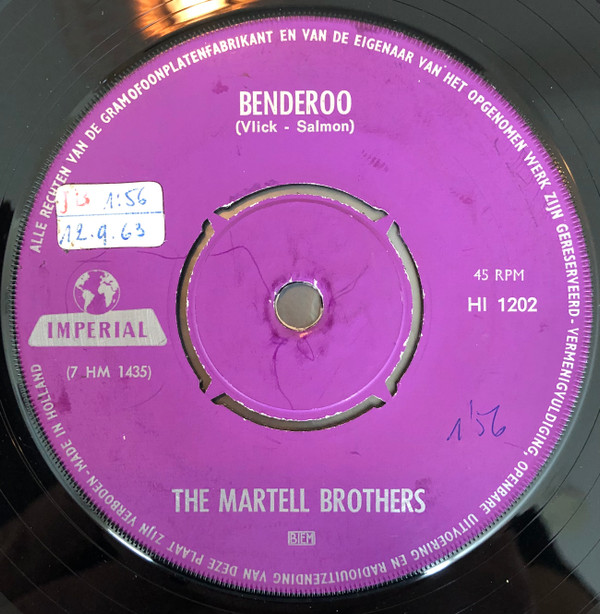 ALLE RECHTEN VAN DE GRAMOFOONPLATENFABRIKANT EN VAN DE EIGENAAR VAN HET OPGENOMEN WERK ZIJN GERESERVEERD - VERMENIGVULDIGING, OPENBARE UITVOERING EN RADIOUITZENDING VAN DEZE PLAAT ZIJN VERBODEN - MADE IN HOLLAND
BENDEROO
(Vlick - Salmon)
1:56
12.9.63
45 RPM
HI 1202
IMPERIAL
(7 HM 1435)
1'56
THE MARTELL BROTHERS
BIEM